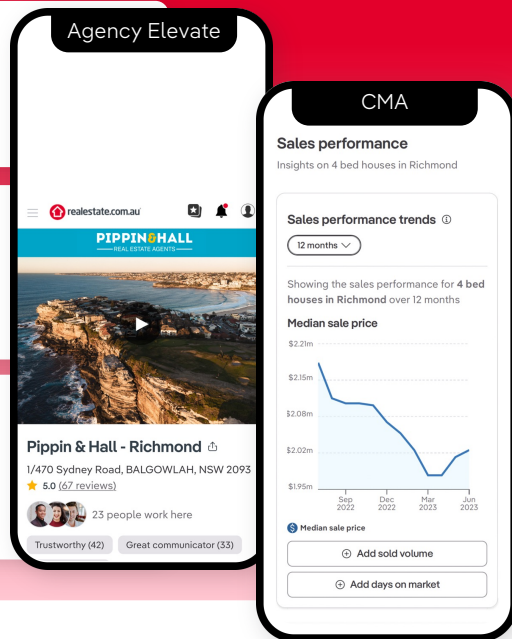 Agency Elevate
realestate.com.au
PIPPIN&HALL
REAL ESTATE AGENTS
Pippin & Hall - Richmond
1/470 Sydney Road, BALGOWLAH, NSW 2093
5.0 (67 reviews)
23 people work here
Trustworthy (42)
Great communicator (33)
CMA
Sales performance
Insights on 4 bed houses in Richmond
Sales performance trends
12 months
Showing the sales performance for 4 bed
houses in Richmond over 12 months
Median sale price
$2.21m
$2.15m
$2.08m
$2.02m
$1.95m
Sep 2022
Dec 2022
Mar 2023
Jun 2023
$ Median sale price
Add sold volume
Add days on market